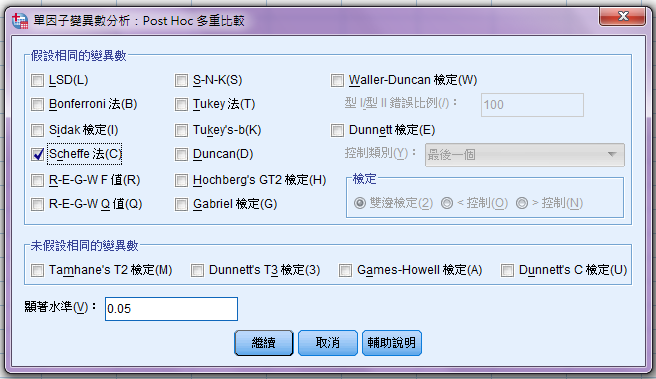 單因子變異數分析：Post Hoc 多重比較
假設相同的變異數
LSD(L) S-N-K(S) Waller-Duncan 檢定(W)
Bonferroni 法(B) Tukey 法(T) 型 I/型 II 錯誤比例(/)： 100
Sidak 檢定(I) Tukey's-b(K) Dunnett 檢定(E)
Scheffe 法(C) Duncan(D) 控制類別(Y)： 最後一個
R-E-G-W F 值(R) Hochberg's GT2 檢定(H) 檢定
R-E-G-W Q 值(Q) Gabriel 檢定(G) 雙邊檢定(2) < 控制(O) > 控制(N)
未假設相同的變異數
Tamhane's T2 檢定(M) Dunnett's T3 檢定(3) Games-Howell 檢定(A) Dunnett's C 檢定(U)
顯著水準(V)： 0.05
繼續 取消 輔助說明